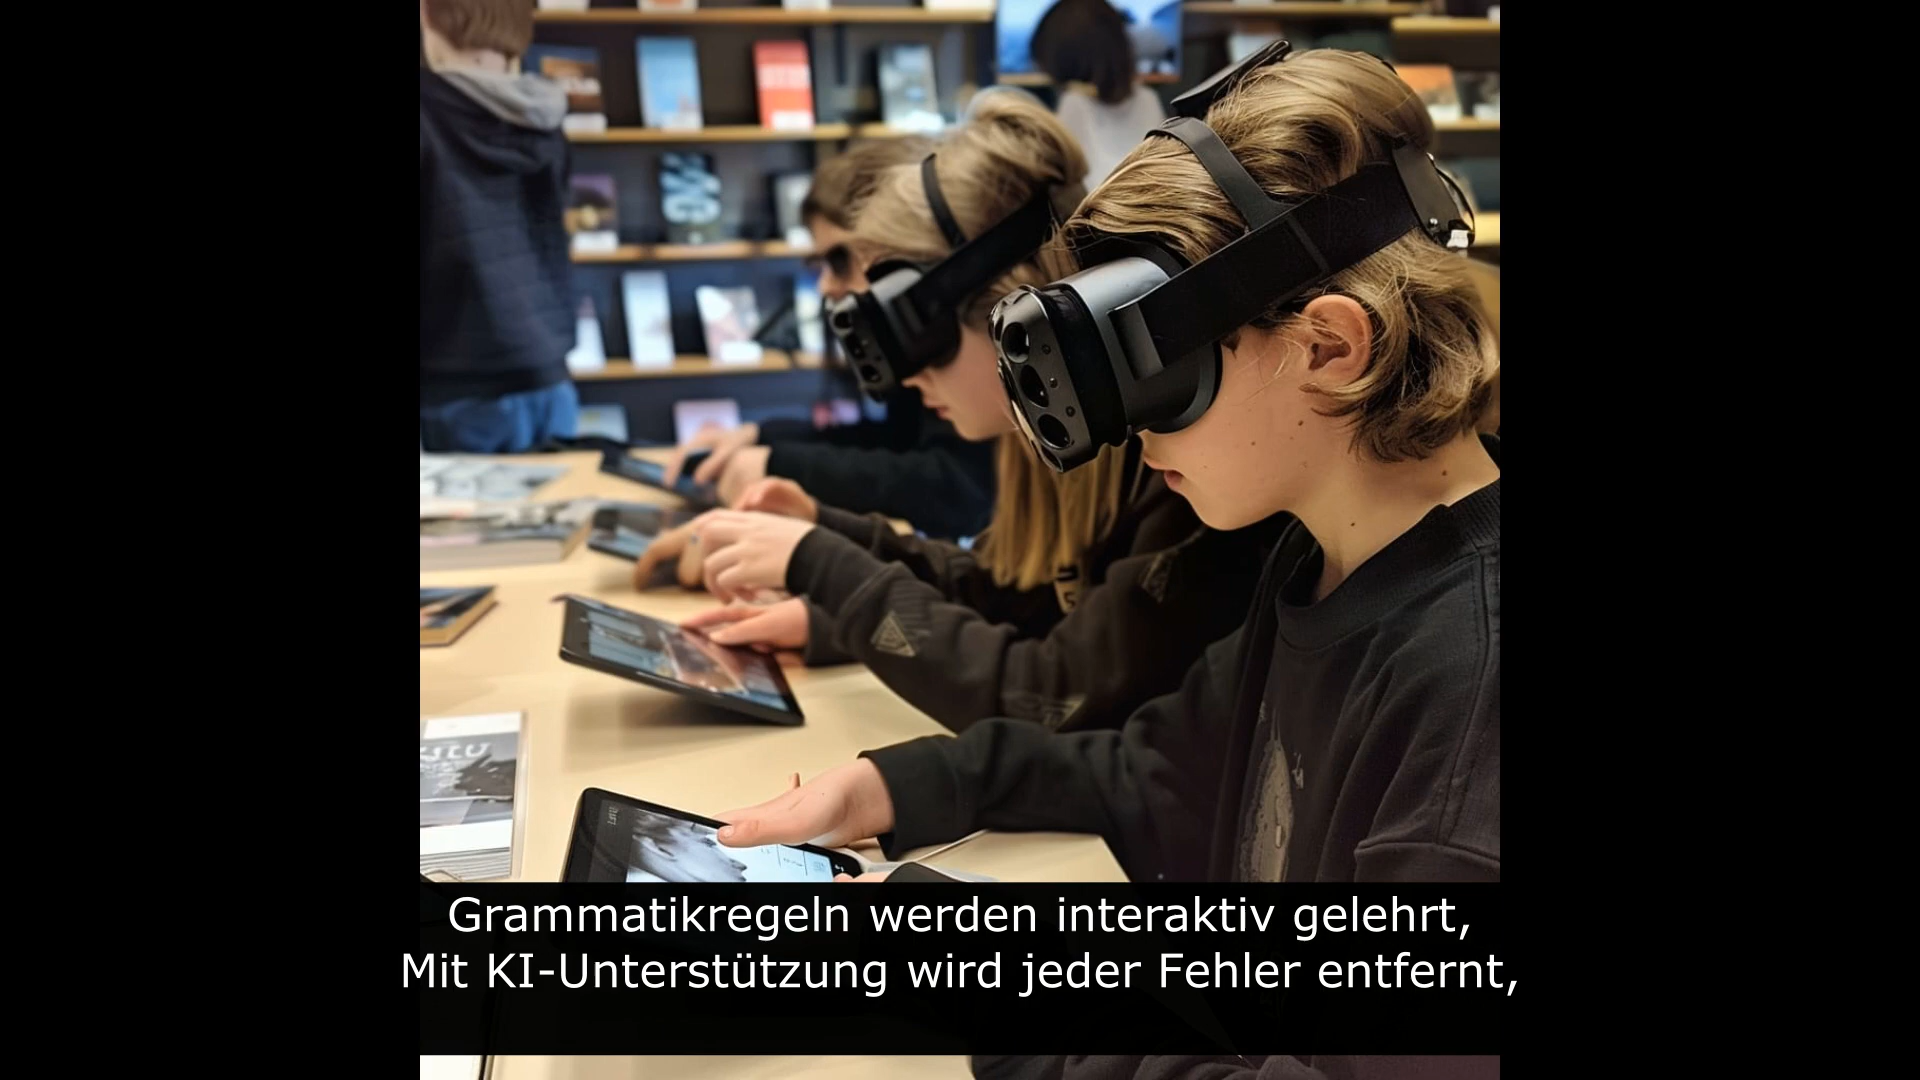 Grammatikregeln werden interaktiv gelehrt,
Mit KI-Unterstützung wird jeder Fehler entfernt,